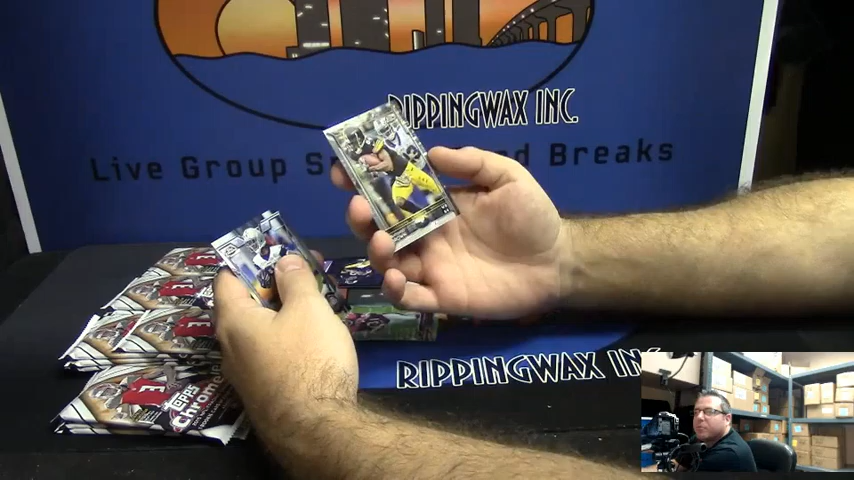 RIPPINGWAX INC.
Live Group Breaks
RIPPINGWAX INC
TOPPS
Chrome